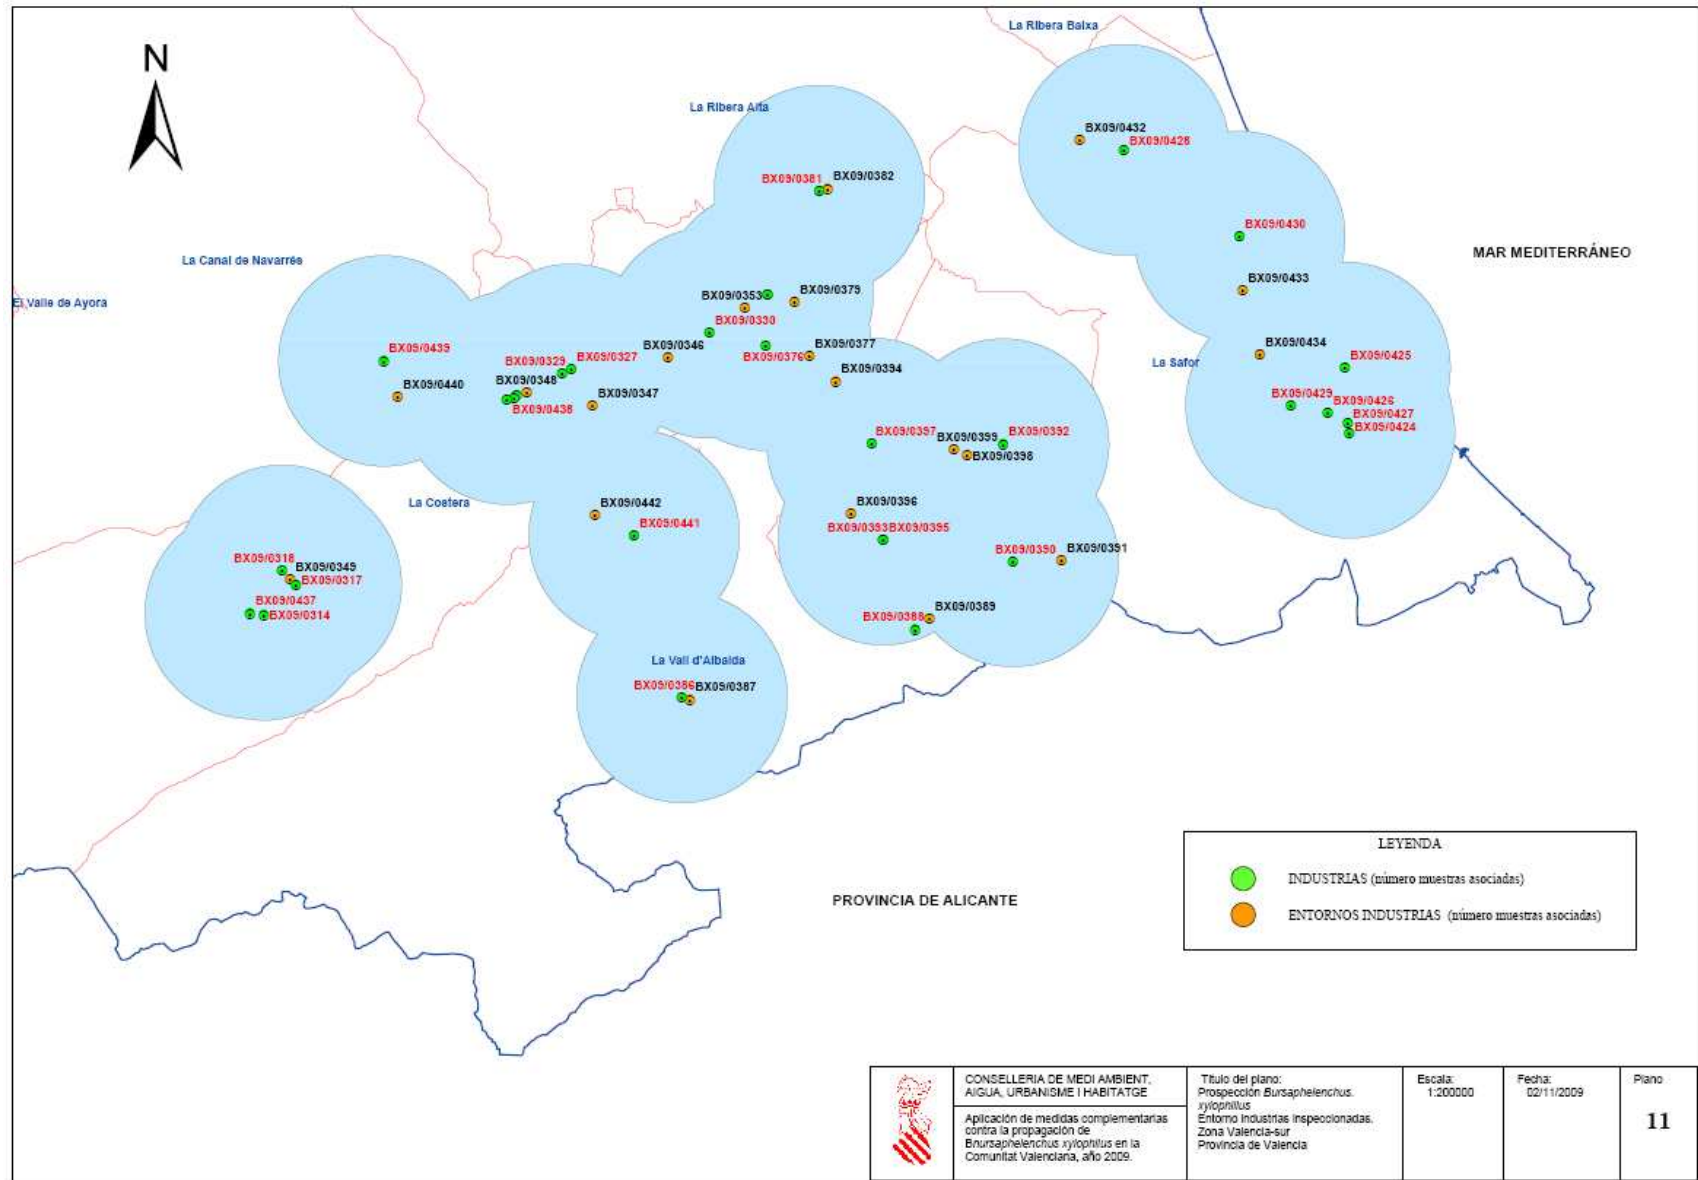 La Ribera Baixa
N
La Ribera Alta
BX09/0432
BX09/0428
BX09/0381
BX09/0382
BX09/0430
MAR MEDITERRÁNEO
La Canal de Navarrés
El Valle de Ayora
BX09/0433
BX09/0353
BX09/0379
BX09/0330
BX09/0439
BX09/0346
BX09/0376
BX09/0377
BX09/0434
La Safor
BX09/0425
BX09/0329
BX09/0327
BX09/0440
BX09/0348
BX09/0394
BX09/0438
BX09/0347
BX09/0429
BX09/0426
BX09/0427
BX09/0424
BX09/0397
BX09/0399
BX09/0392
BX09/0398
La Costera
BX09/0442
BX09/0441
BX09/0396
BX09/0393
BX09/0395
BX09/0390
BX09/0391
BX09/0318
BX09/0349
BX09/0317
BX09/0437
BX09/0314
BX09/0388
BX09/0389
La Vall d'Albaida
BX09/0386
BX09/0387
LEYENDA
INDUSTRIAS (número muestras asociadas)
ENTORNOS INDUSTRIAS (número muestras asociadas)
PROVINCIA DE ALICANTE
CONSELLERIA DE MEDI AMBIENT,
AIGUA, URBANISME I HABITATGE
Aplicación de medidas complementarias
contra la propagación de
Bnursaphelenchus xylophilus en la
Comunitat Valenciana, año 2009.
Título del plano:
Prospección Bursaphelenchus.
xylophilus
Entorno Industrias Inspeccionadas.
Zona Valencia-sur
Provincia de Valencia
Escala:
1:200000
Fecha:
02/11/2009
Plano
11